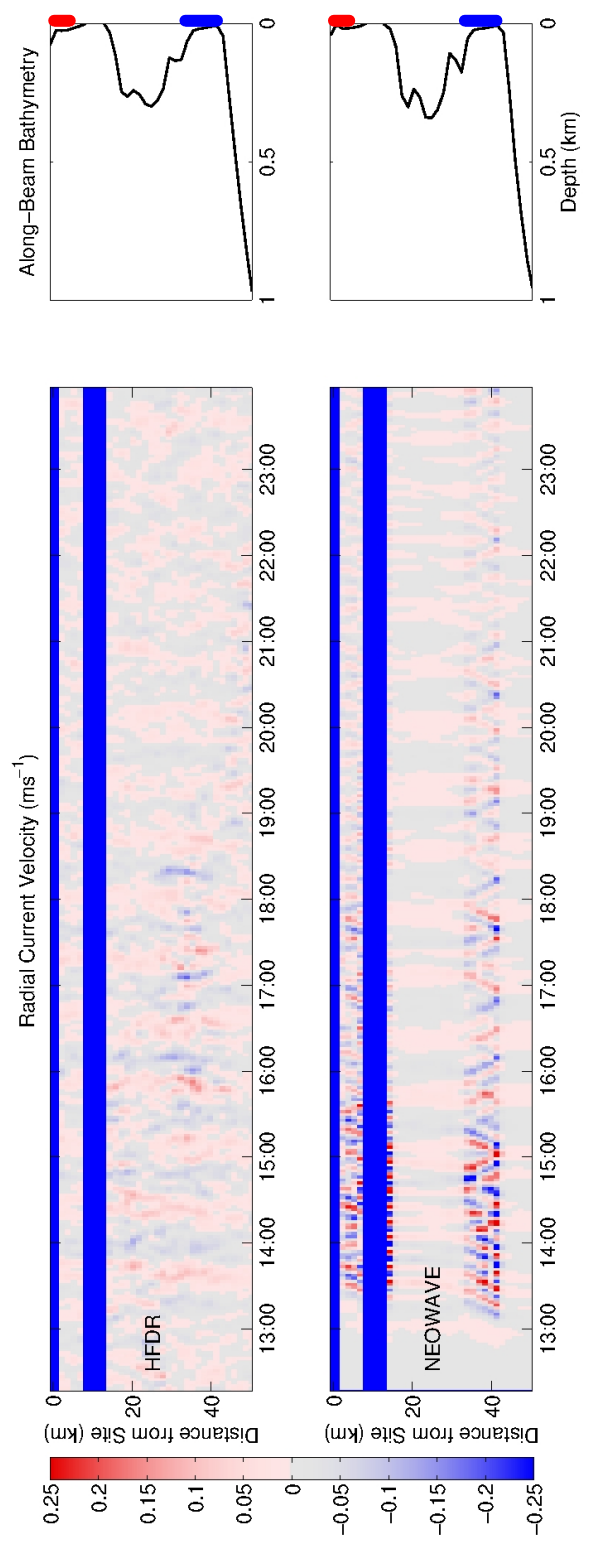 Radial Current Velocity (ms−1)
Along−Beam Bathymetry
0.25
0.2
0.15
0.1
0.05
0
−0.05
−0.1
−0.15
−0.2
−0.25
Distance from Site (km)
0
20
40
HFDR
13:00 14:00 15:00 16:00 17:00 18:00 19:00 20:00 21:00 22:00 23:00
1 0.5 0
Distance from Site (km)
0
20
40
NEOWAVE
13:00 14:00 15:00 16:00 17:00 18:00 19:00 20:00 21:00 22:00 23:00
1 0.5 0
Depth (km)